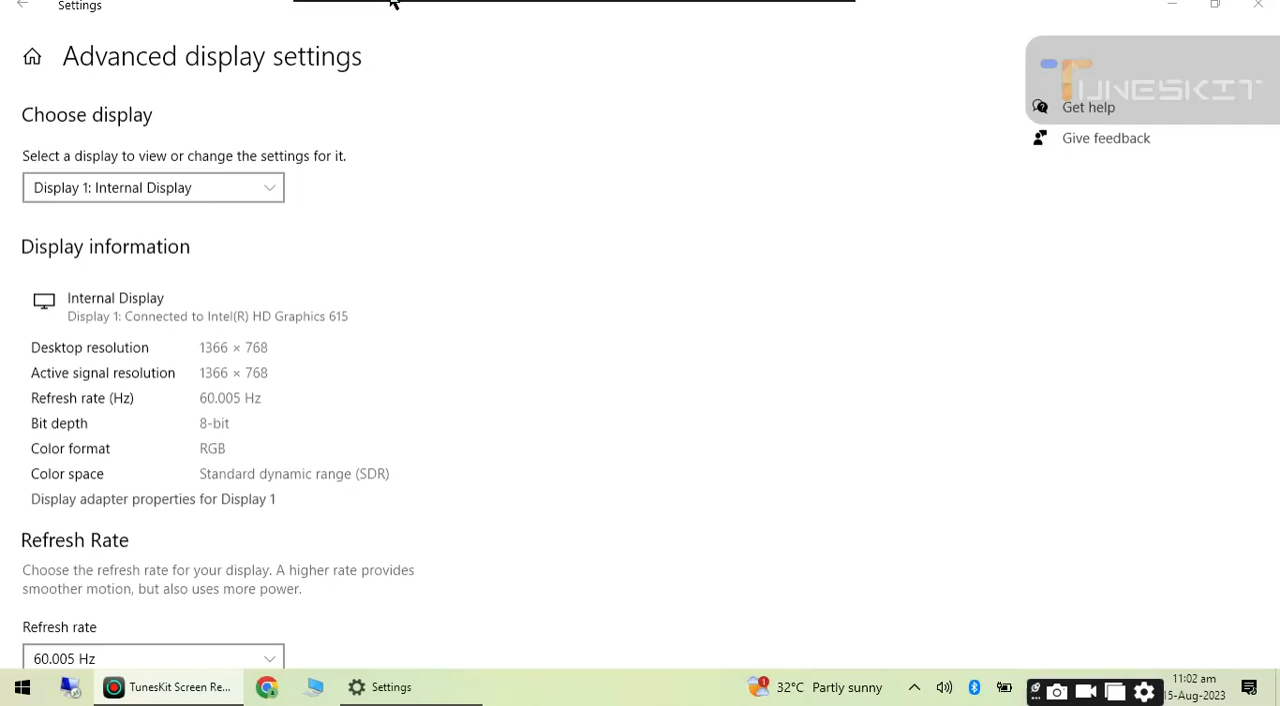 Settings
Advanced display settings
TUNESKIT
Get help
Give feedback
Choose display
Select a display to view or change the settings for it.
Display 1: Internal Display
Display information
Internal Display
Display 1: Connected to Intel(R) HD Graphics 615
Desktop resolution 1366 × 768
Active signal resolution 1366 × 768
Refresh rate (Hz) 60.005 Hz
Bit depth 8-bit
Color format RGB
Color space Standard dynamic range (SDR)
Display adapter properties for Display 1
Refresh Rate
Choose the refresh rate for your display. A higher rate provides
smoother motion, but also uses more power.
Refresh rate
60.005 Hz
TunesKit Screen Re...
Settings
1
32°C Partly sunny
11:02 am
15-Aug-2023